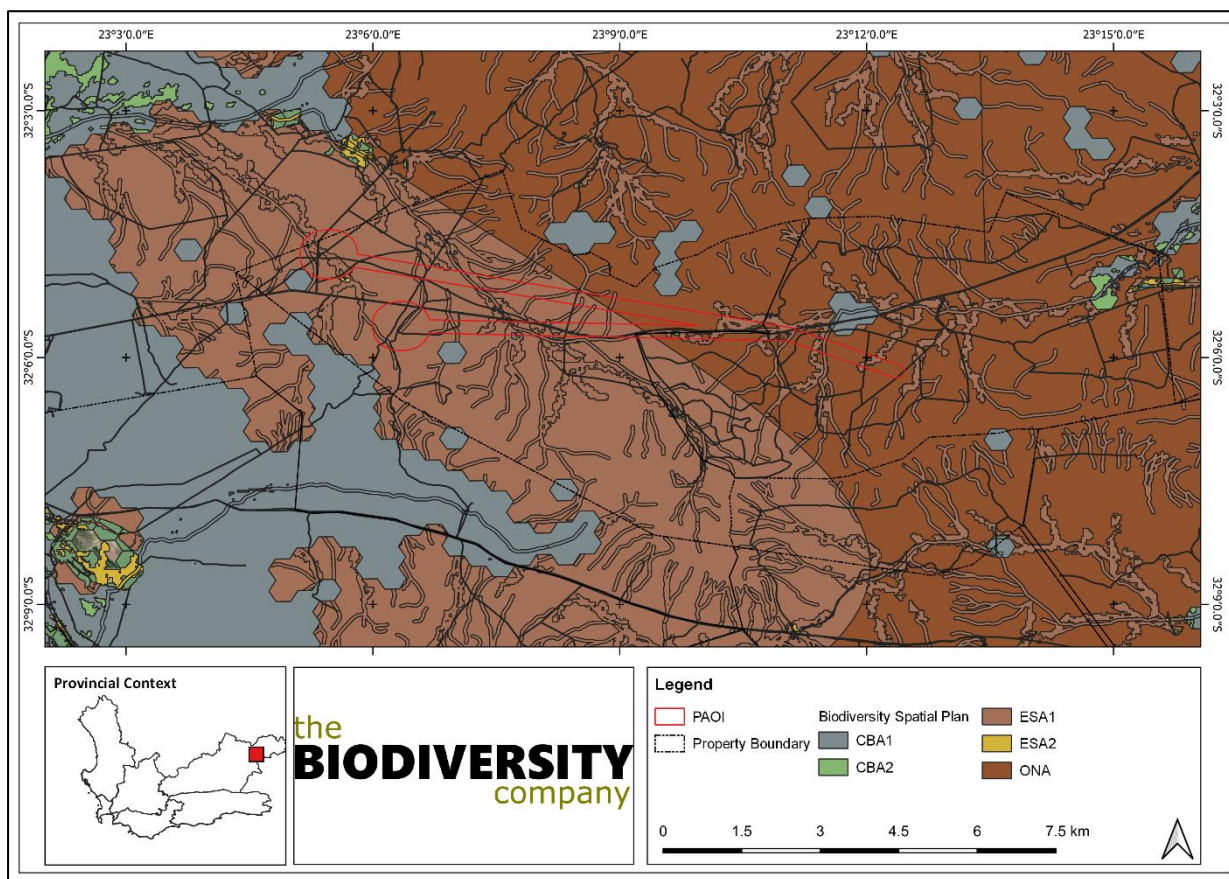 23°3'0.0"E
23°6'0.0"E
23°9'0.0"E
23°12'0.0"E
23°15'0.0"E
32°3'0.0"S
32°3'0.0"S
32°6'0.0"S
32°6'0.0"S
32°9'0.0"S
32°9'0.0"S
Provincial Context
the
BIODIVERSITY
company
Legend
PAOI
Property Boundary
Biodiversity Spatial Plan
CBA1
CBA2
ESA1
ESA2
ONA
0 1.5 3 4.5 6 7.5 km